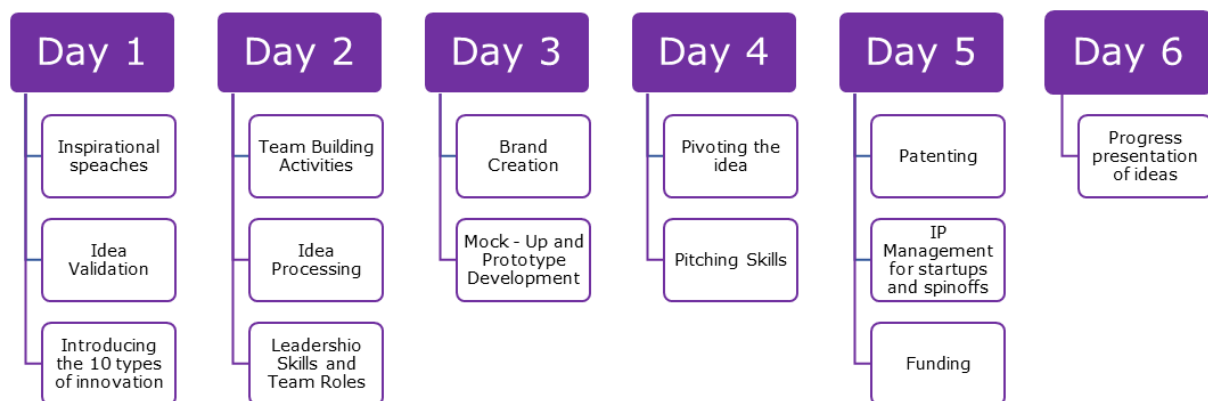 Day 1
Inspirational
speaches
Idea
Validation
Introducing
the 10 types
of innovation
Day 2
Team Building
Activities
Idea
Processing
Leadershio
Skills and
Team Roles
Day 3
Brand
Creation
Mock - Up and
Prototype
Development
Day 4
Pivoting the
idea
Pitching Skills
Day 5
Patenting
IP
Management
for startups
and spinoffs
Funding
Day 6
Progress
presentation
of ideas